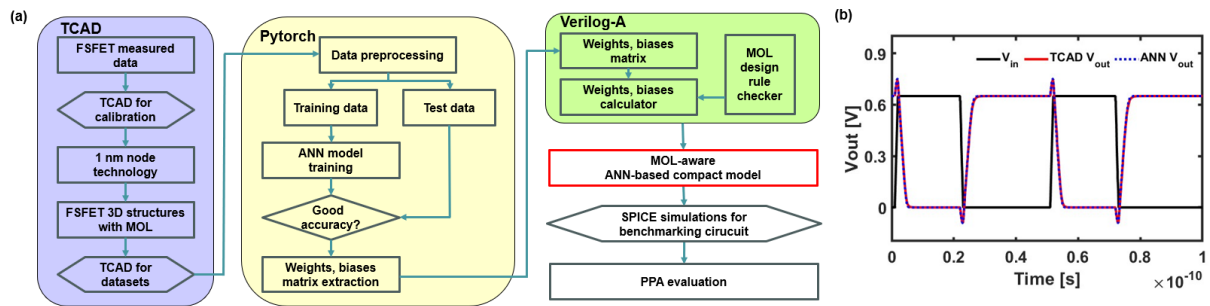 (a)
TCAD
FSFET measured
data
TCAD for
calibration
1 nm node
technology
FSFET 3D structures
with MOL
TCAD for
datasets
Pytorch
Data preprocessing
Training data
Test data
ANN model
training
Good
accuracy?
Weights, biases
matrix extraction
Verilog-A
Weights, biases
matrix
Weights, biases
calculator
MOL
design
rule
checker
MOL-aware
ANN-based compact model
SPICE simulations for
benchmarking cirucuit
PPA evaluation
(b)
Vin TCAD Vout ANN Vout
0.9
0.6
0.3
0
Vout [V]
0 0.2 0.4 0.6 0.8 1
Time [s]
×10^-10